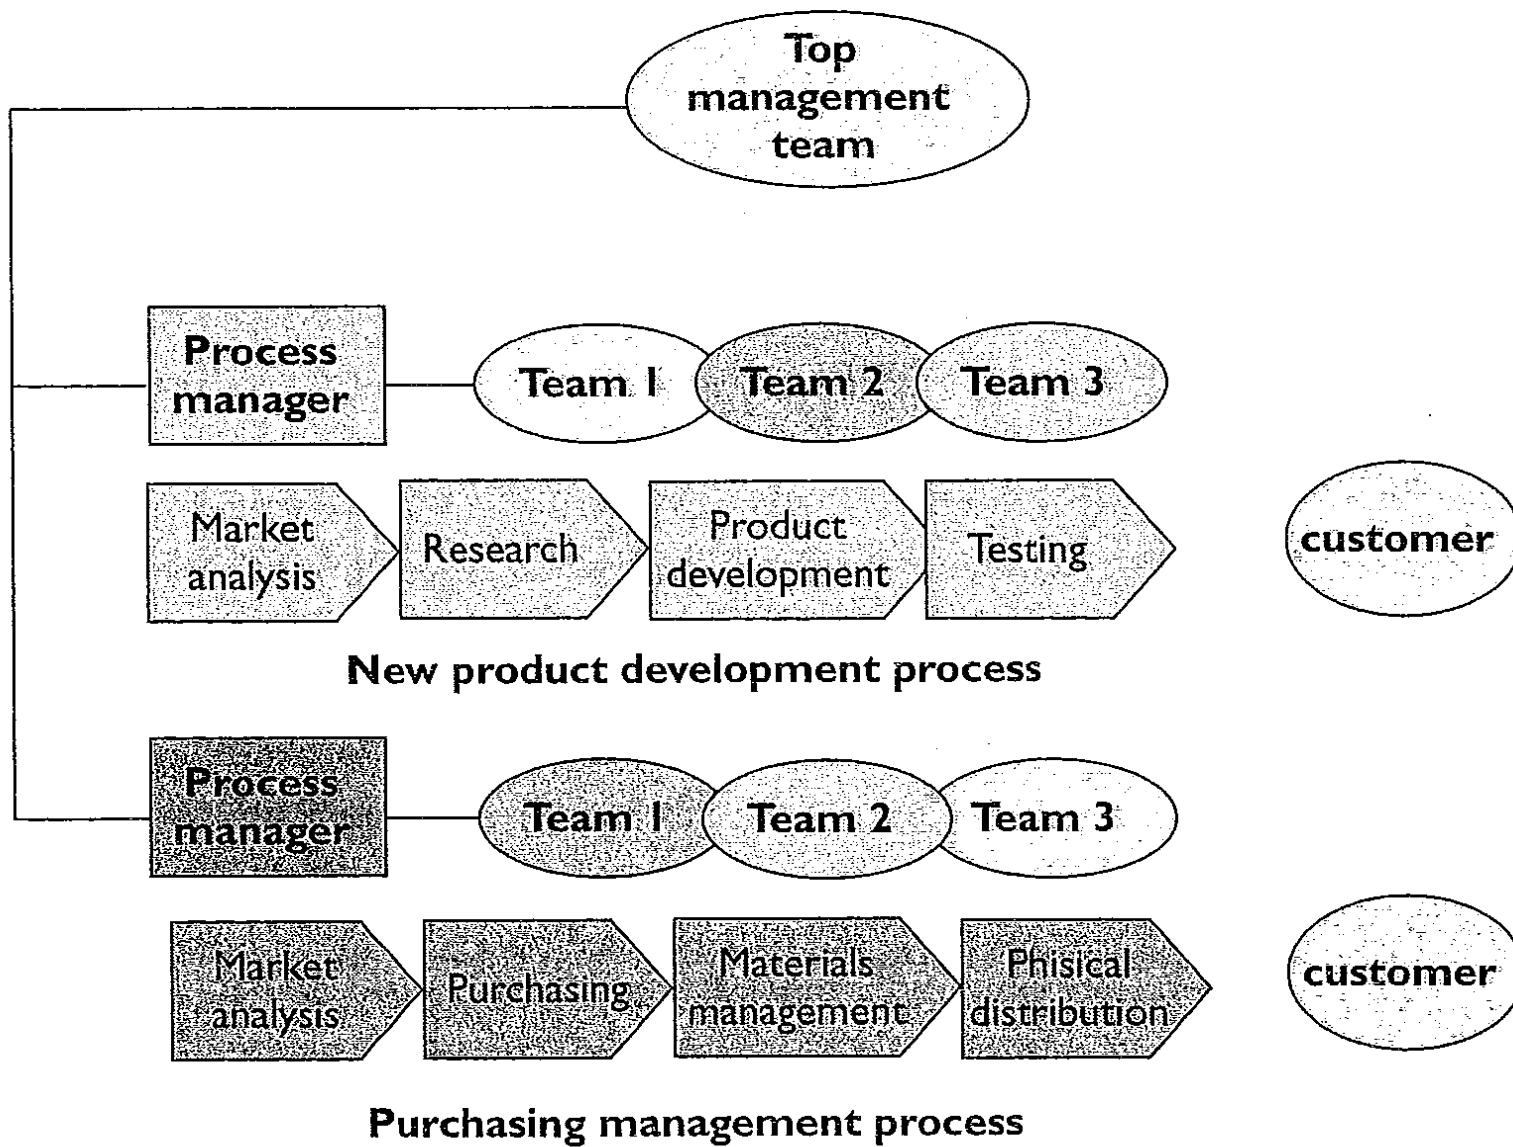 Top
management
team
Process
manager
Team 1
Team 2
Team 3
Market
analysis
Research
Product
development
Testing
customer
New product development process
Process
manager
Team 1
Team 2
Team 3
Market
analysis
Purchasing
Materials
management
Phisical
distribution
customer
Purchasing management process